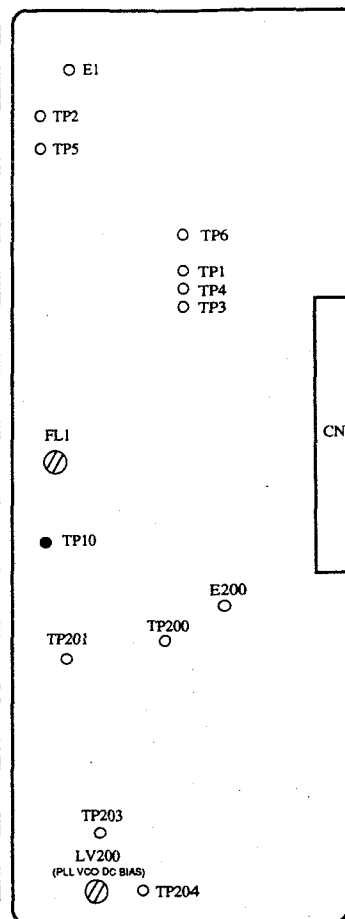 E1
TP2
TP5
TP6
TP1
TP4
TP3
FL1
CN
TP10
E200
TP200
TP201
TP203
LV200
(PLL VCO DC BIAS)
TP204